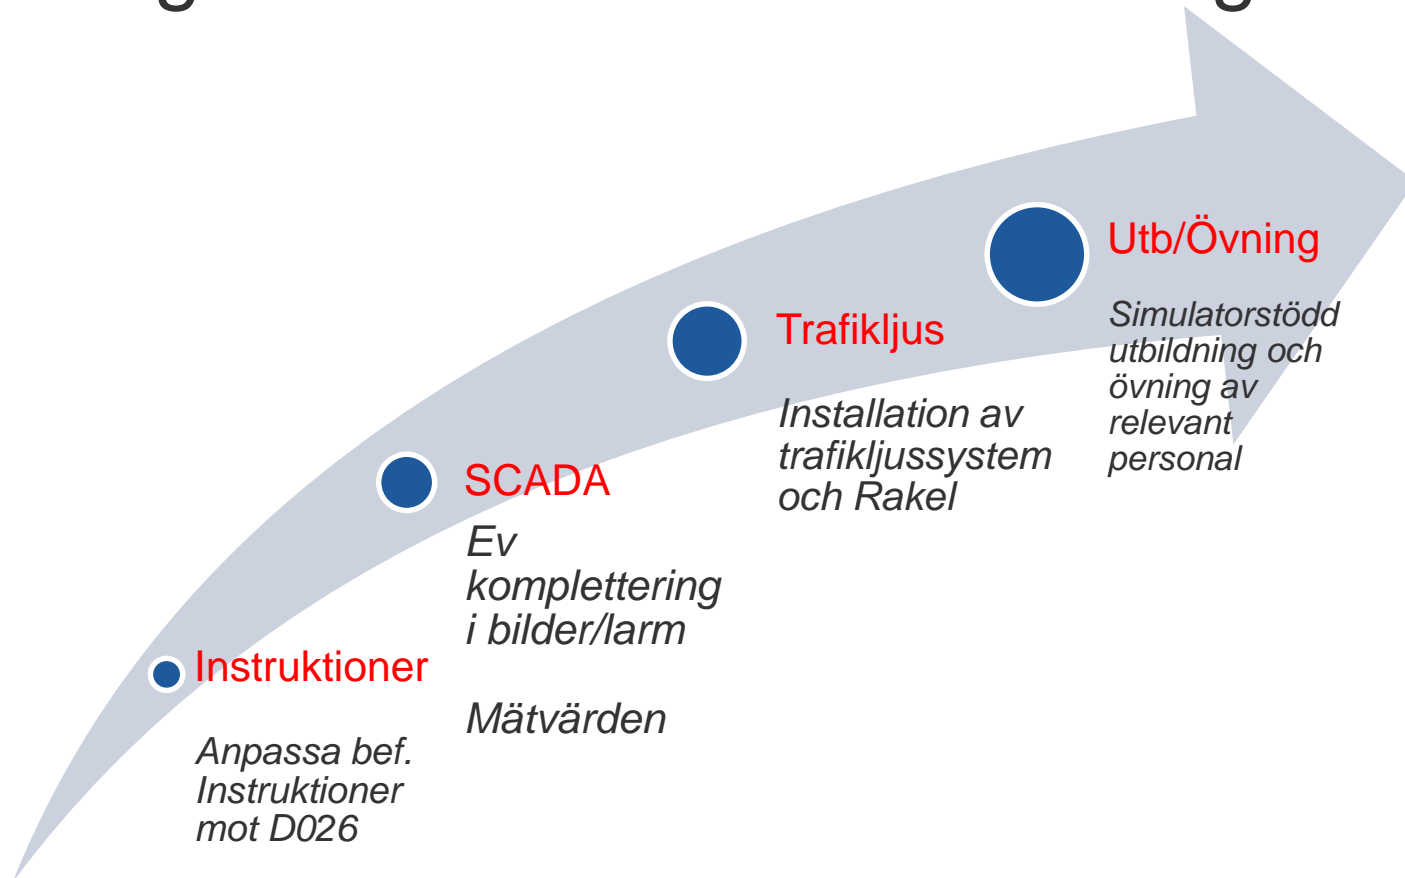 Instruktioner
Anpassa bef.
Instruktioner
mot D026
SCADA
Ev
komplettering
i bilder/larm
Mätvärden
Trafikljus
Installation av
trafikljussystem
och Rakel
Utb/Övning
Simulatorstödd
utbildning och
övning av
relevant
personal